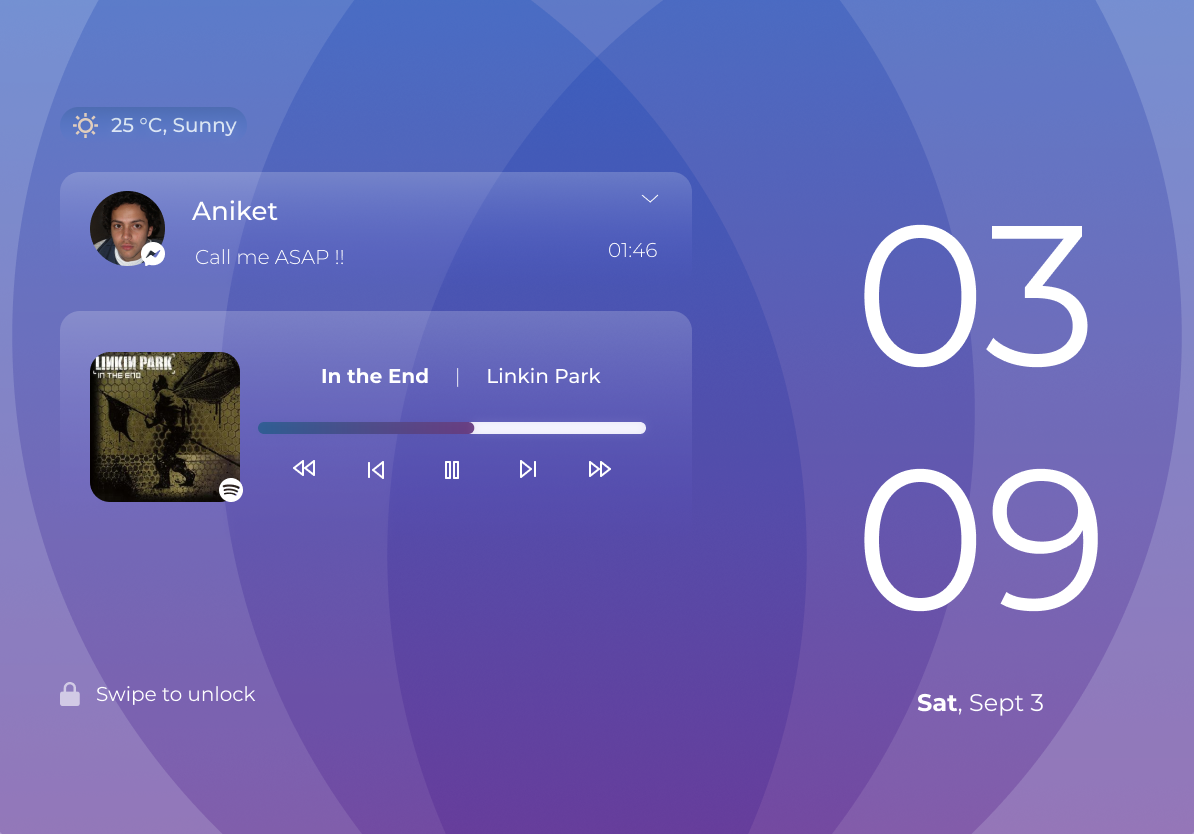 25 °C, Sunny
Aniket
Call me ASAP !!
01:46
LINKIN PARK
IN THE END
In the End | Linkin Park
03
09
Swipe to unlock
Sat, Sept 3